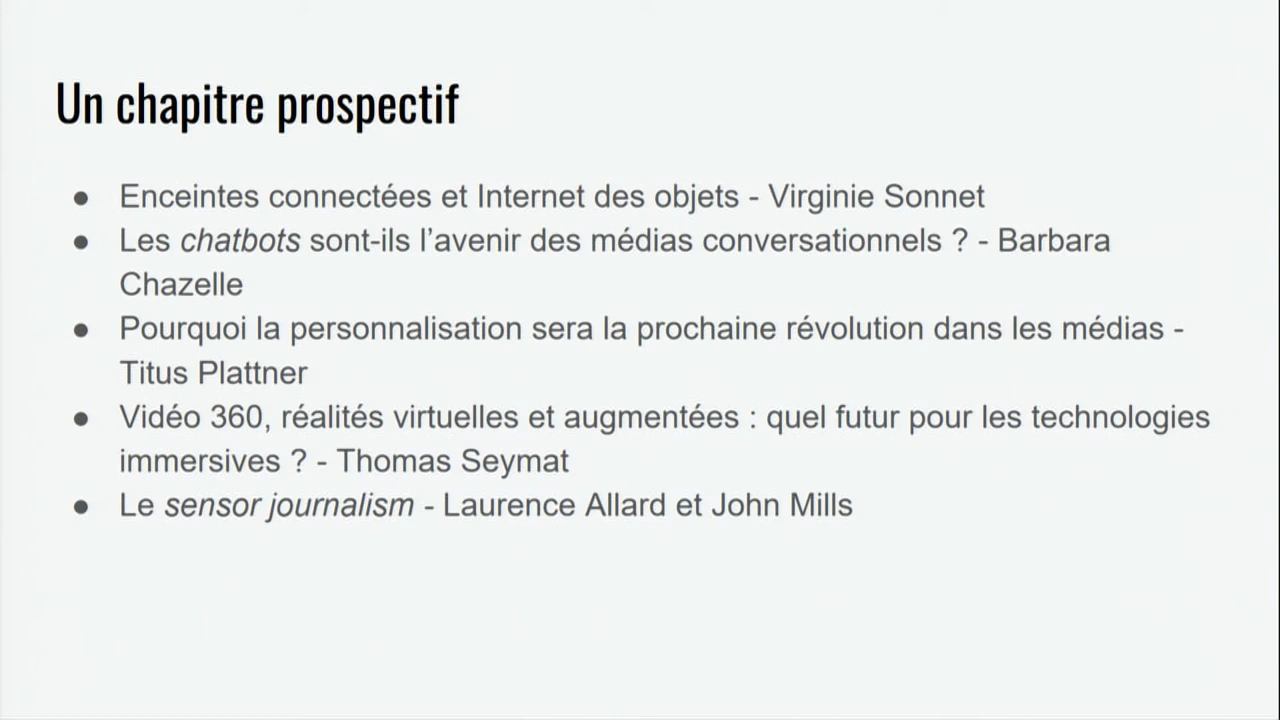 Un chapitre prospectif
● Enceintes connectées et Internet des objets - Virginie Sonnet
● Les chatbots sont-ils l’avenir des médias conversationnels ? - Barbara
Chazelle
● Pourquoi la personnalisation sera la prochaine révolution dans les médias -
Titus Plattner
● Vidéo 360, réalités virtuelles et augmentées : quel futur pour les technologies
immersives ? - Thomas Seymat
● Le sensor journalism - Laurence Allard et John Mills